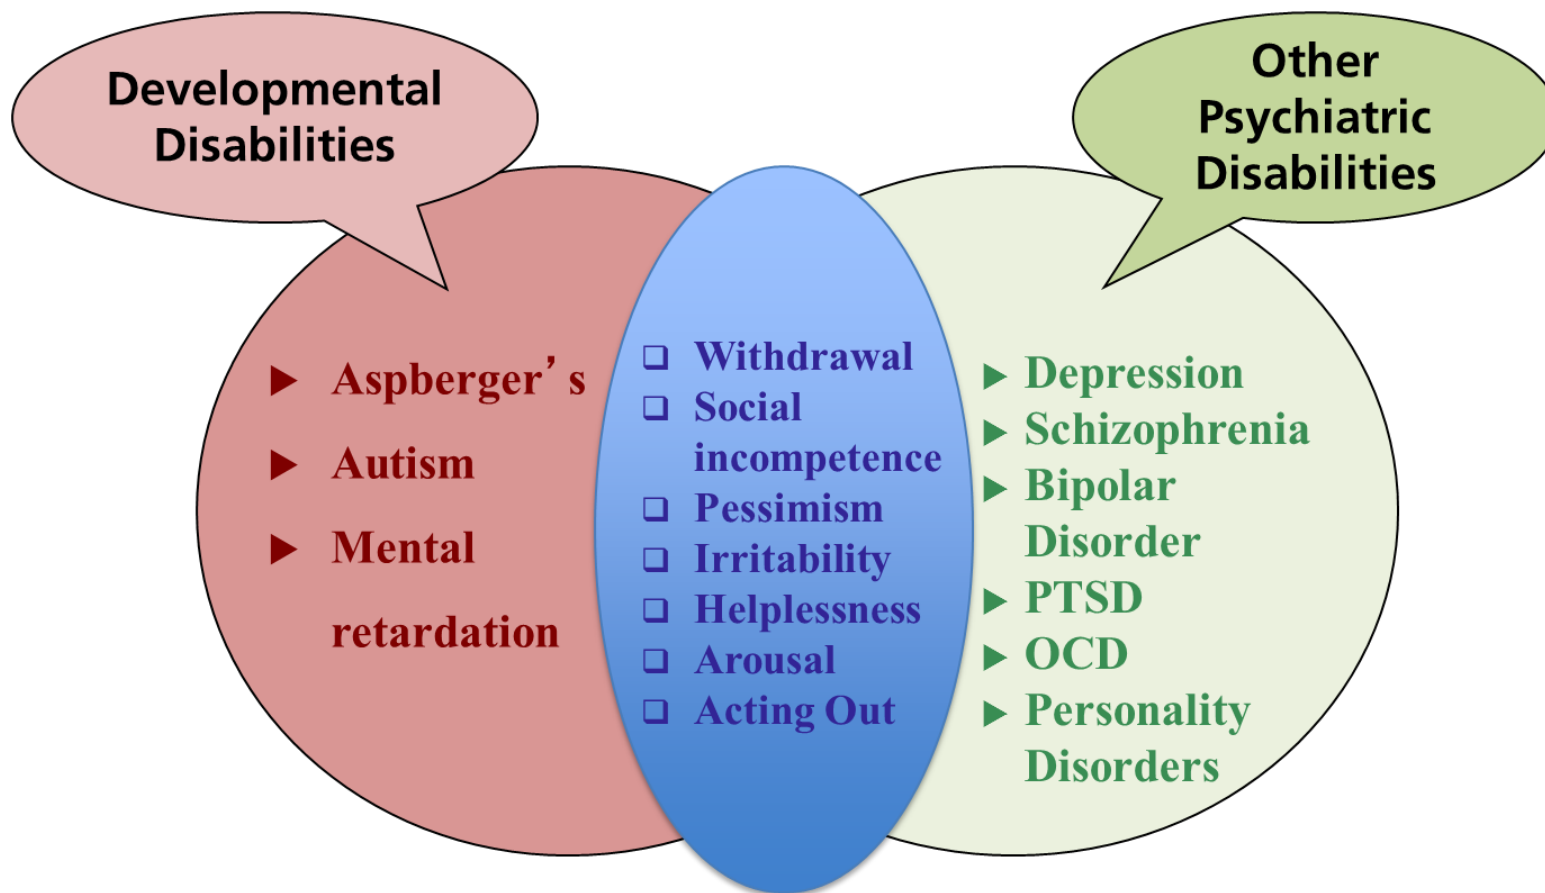 Developmental
Disabilities
Other
Psychiatric
Disabilities
Aspberger’ s
Autism
Mental
retardation
Withdrawal
Social
incompetence
Pessimism
Irritability
Helplessness
Arousal
Acting Out
Depression
Schizophrenia
Bipolar
Disorder
PTSD
OCD
Personality
Disorders